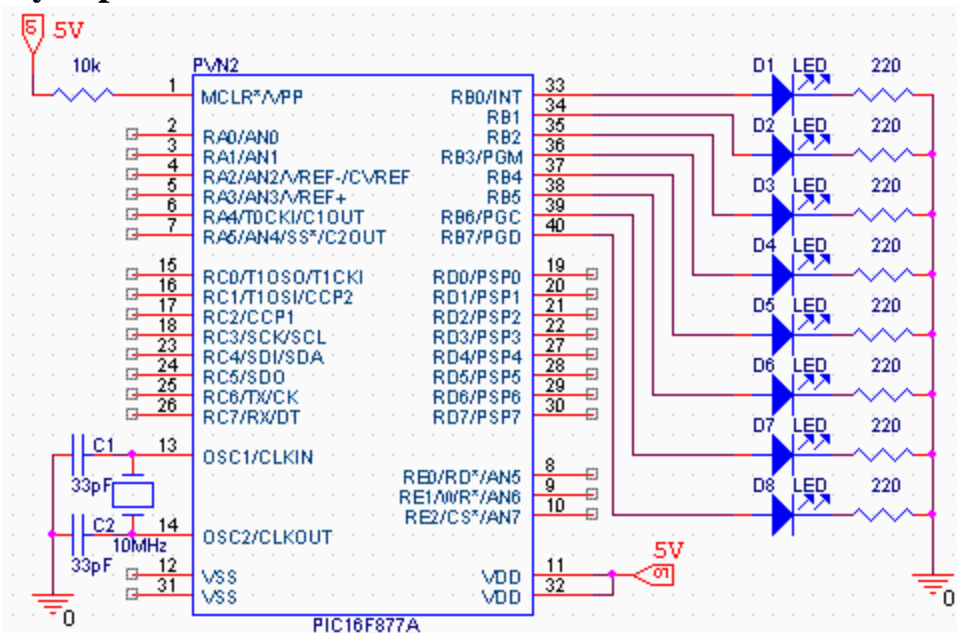 5V
10k
PVN2
D1 LED 220
1 MCLR*/VPP RB0/INT 33
RB1 34
2 RA0/AN0 RB2 35
D2 LED 220
3 RA1/AN1 RB3/PGM 36
4 RA2/AN2/VREF-/CVREF RB4 37
5 RA3/AN3/VREF+ RB5 38
D3 LED 220
6 RA4/T0CKI/C1OUT RB6/PGC 39
7 RA5/AN4/SS*/C2OUT RB7/PGD 40
D4 LED 220
15 RC0/T1OSO/T1CKI RD0/PSP0 19
16 RC1/T1OSI/CCP2 RD1/PSP1 20
17 RC2/CCP1 RD2/PSP2 21
D5 LED 220
18 RC3/SCK/SCL RD3/PSP3 22
23 RC4/SDI/SDA RD4/PSP4 27
24 RC5/SDO RD5/PSP5 28
D6 LED 220
25 RC6/TX/CK RD6/PSP6 29
26 RC7/RX/DT RD7/PSP7 30
D7 LED 220
C1 13 OSC1/CLKIN
33pF
RE0/RD*/AN5 8
RE1/WR*/AN6 9
D8 LED 220
RE2/CS*/AN7 10
C2 14 OSC2/CLKOUT
10MHz
33pF
5V
12 VSS VDD 11
31 VSS VDD 32
0
0
PIC16F877A